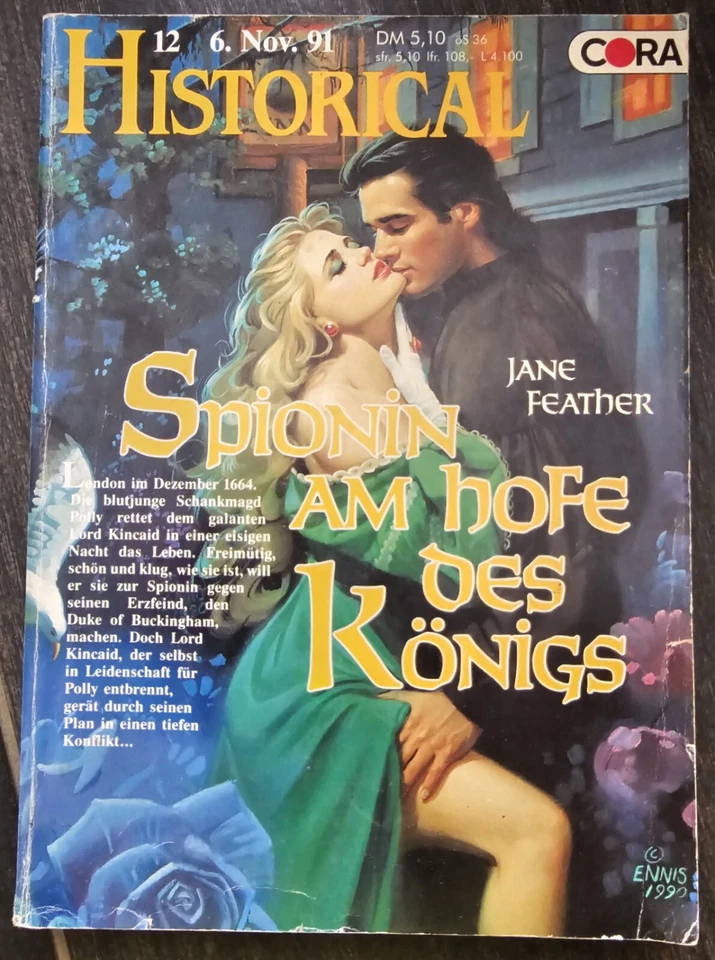 12 6. Nov. 91 DM 5,10 öS 36
sfr. 5,10 lfr. 108,- L 4.100
CORA
HISTORICAL
JANE
FEATHER
SPIONIN
AM HOFE
DES
KÖNIGS
London im Dezember 1664.
Die blutjunge Schankmagd
Polly rettet dem galanten
Lord Kincaid in einer eisigen
Nacht das Leben. Freimütig,
schön und klug, wie sie ist, will
er sie zur Spionin gegen
seinen Erzfeind, den
Duke of Buckingham,
machen. Doch Lord
Kincaid, der selbst
in Leidenschaft für
Polly entbrennt,
gerät durch seinen
Plan in einen tiefen
Konflikt...
©
ENNIS
1990